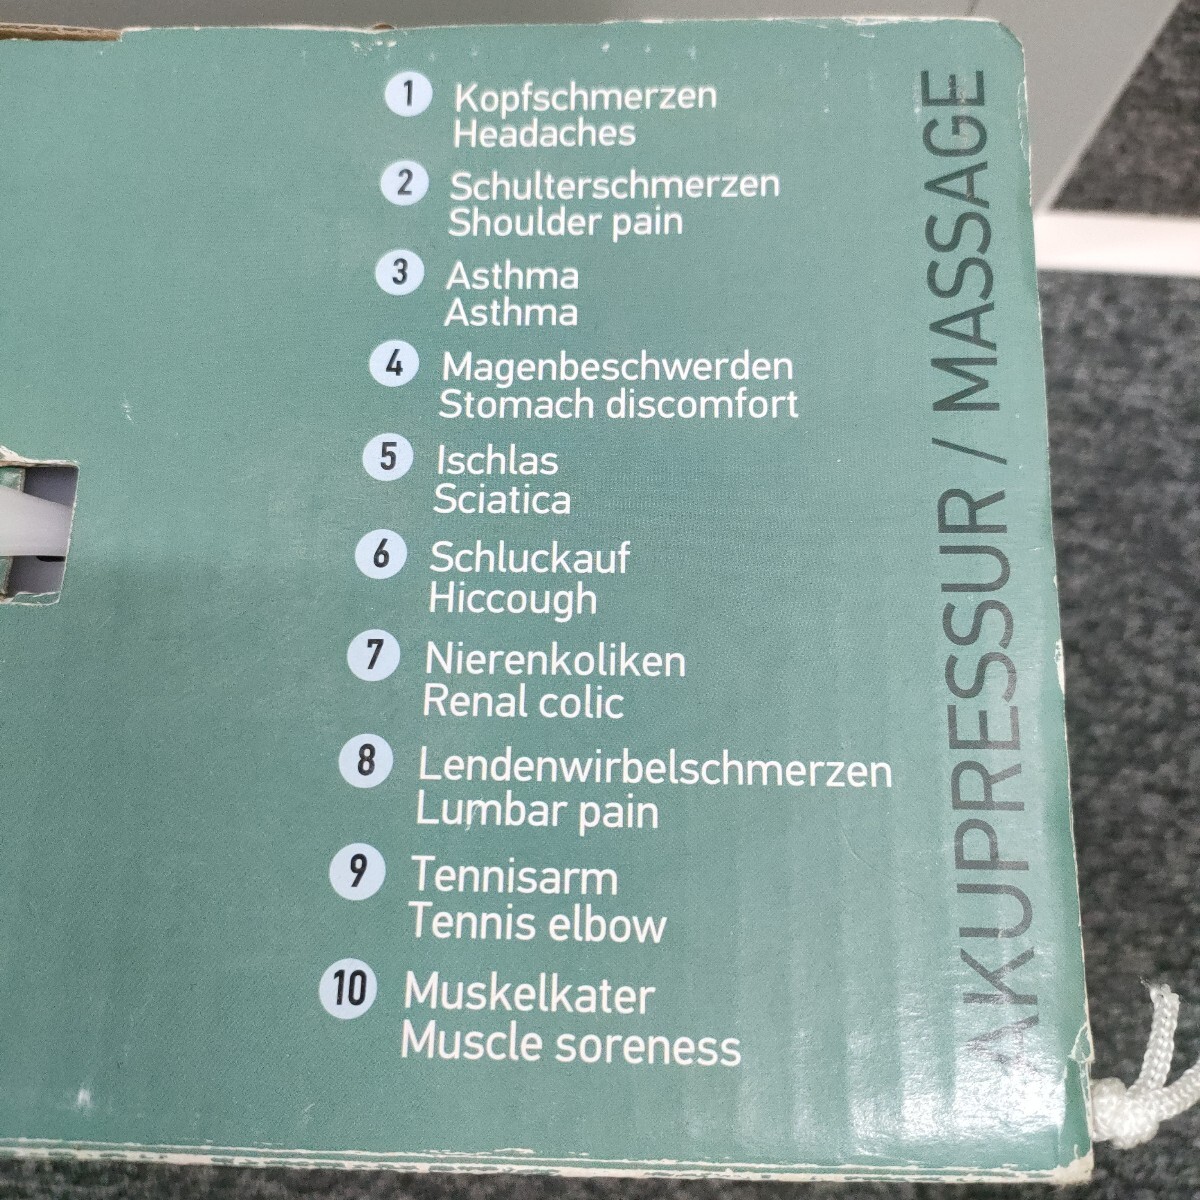 1 Kopfschmerzen
Headaches
2 Schulterschmerzen
Shoulder pain
3 Asthma
Asthma
4 Magenbeschwerden
Stomach discomfort
5 Ischlas
Sciatica
6 Schluckauf
Hiccough
7 Nierenkoliken
Renal colic
8 Lendenwirbelschmerzen
Lumbar pain
9 Tennisarm
Tennis elbow
10 Muskelkater
Muscle soreness
AKUPRESSUR / MASSAGE